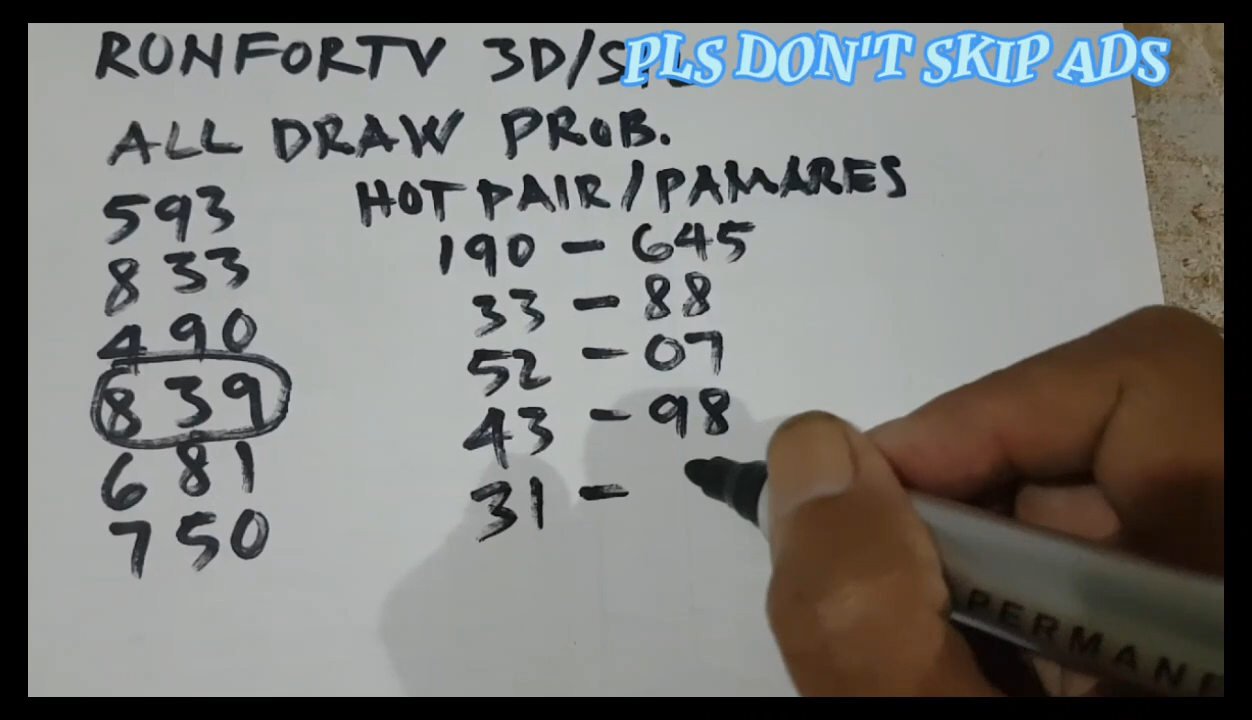 RONFORTV 3D/S
PLS DON'T SKIP ADS
ALL DRAW PROB.
HOT PAIR/PAMARES
593
833
490
839
681
750
190 - 645
33 - 88
52 - 07
43 - 98
31 -
PERMANE